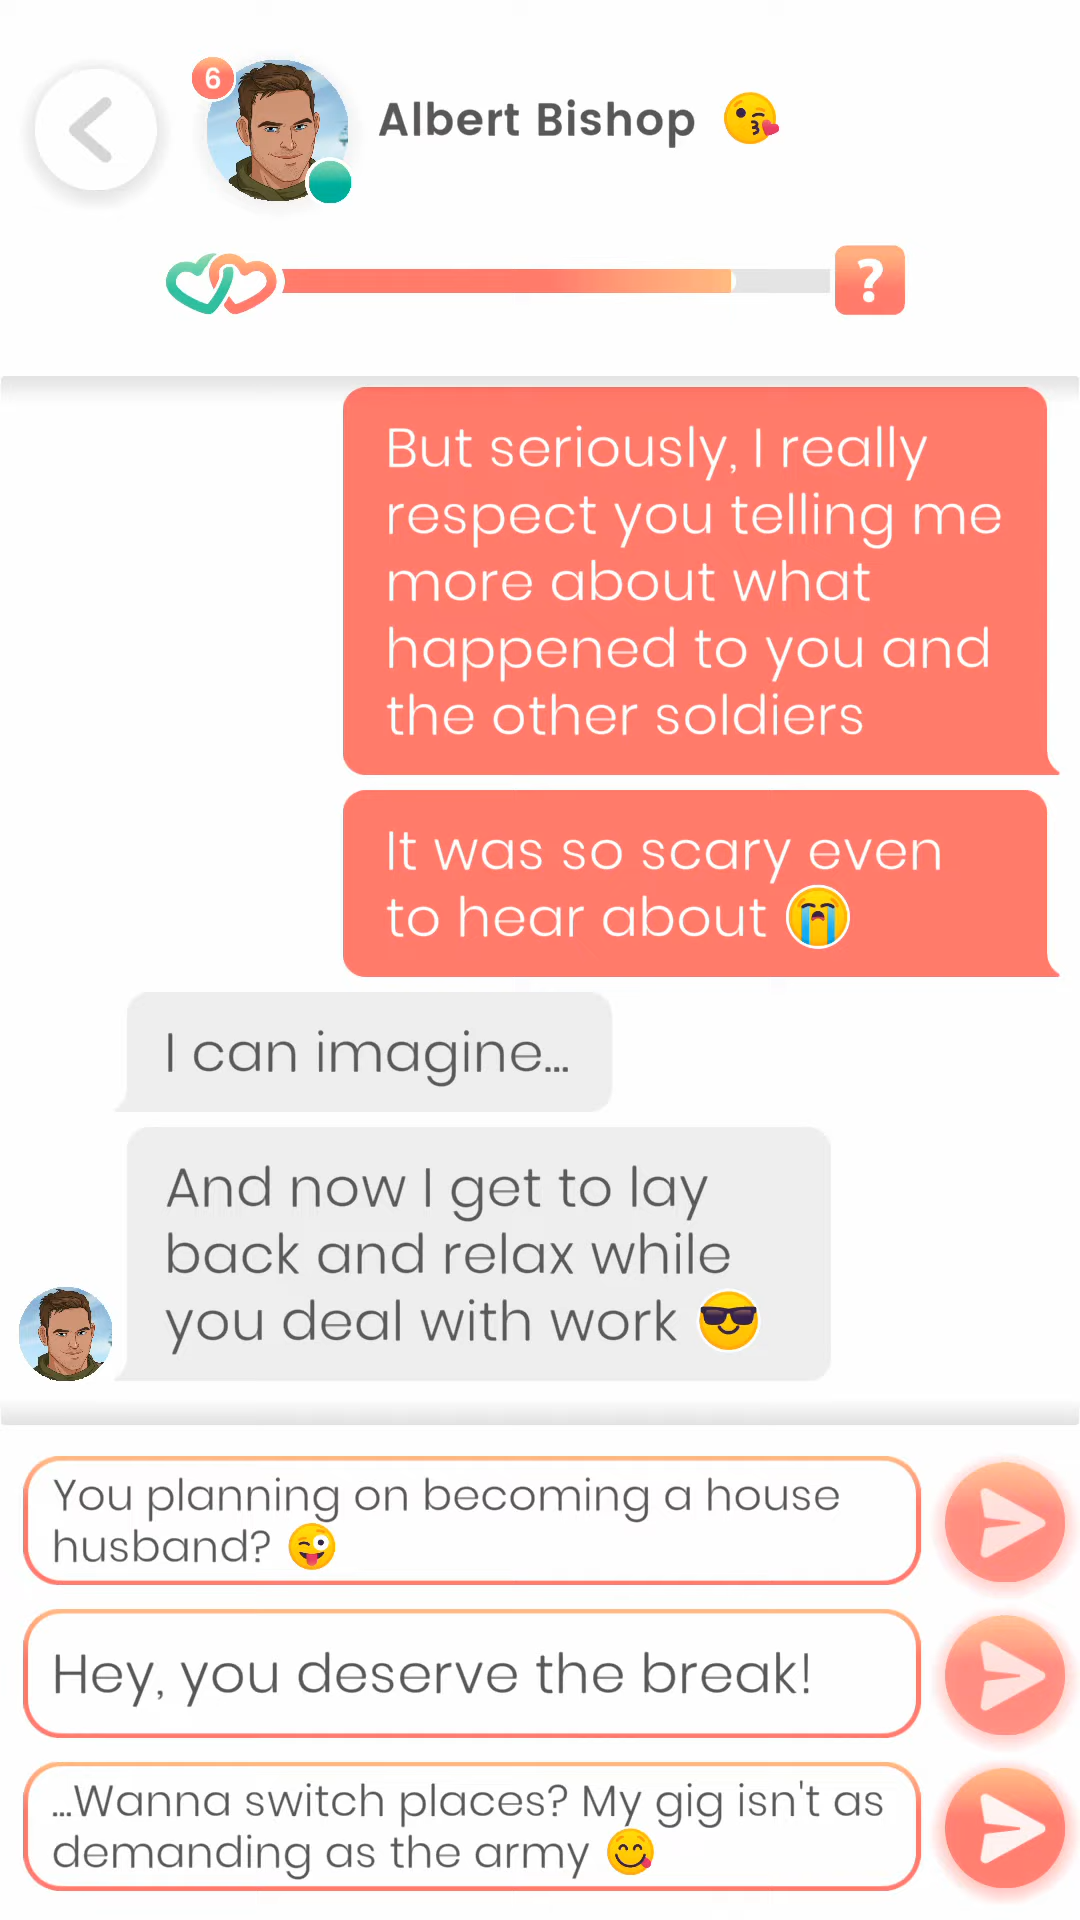 6
Albert Bishop 😘
?
But seriously, I really
respect you telling me
more about what
happened to you and
the other soldiers
It was so scary even
to hear about 😭
I can imagine...
And now I get to lay
back and relax while
you deal with work 😎
You planning on becoming a house
husband? 😜
Hey, you deserve the break!
...Wanna switch places? My gig isn't as
demanding as the army 😋